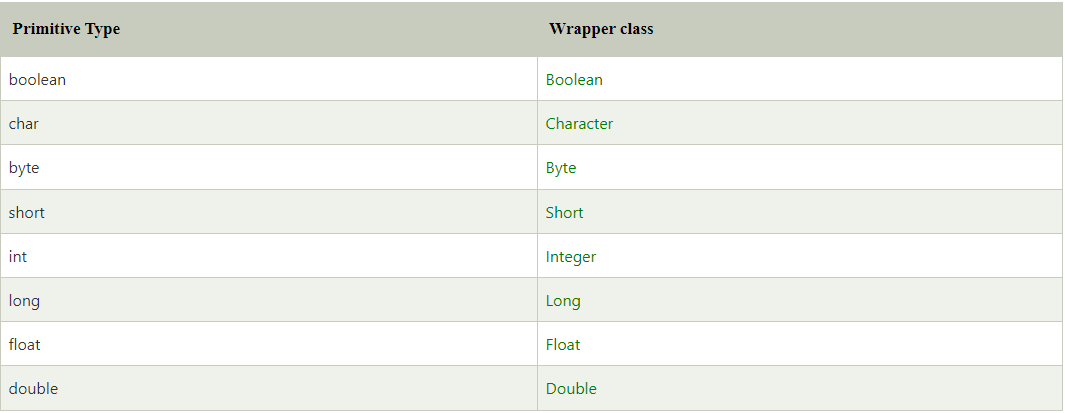 Primitive Type Wrapper class
boolean Boolean
char Character
byte Byte
short Short
int Integer
long Long
float Float
double Double